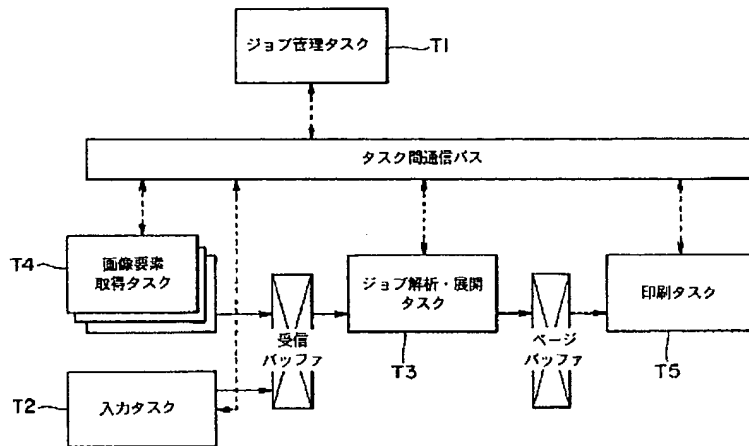 ジョブ管理タスク
T1
タスク間通信バス
T4
画像要素
取得タスク
ジョブ解析・展開
タスク
印刷タスク
受信
バッファ
ページ
バッファ
T3
T5
T2
入力タスク